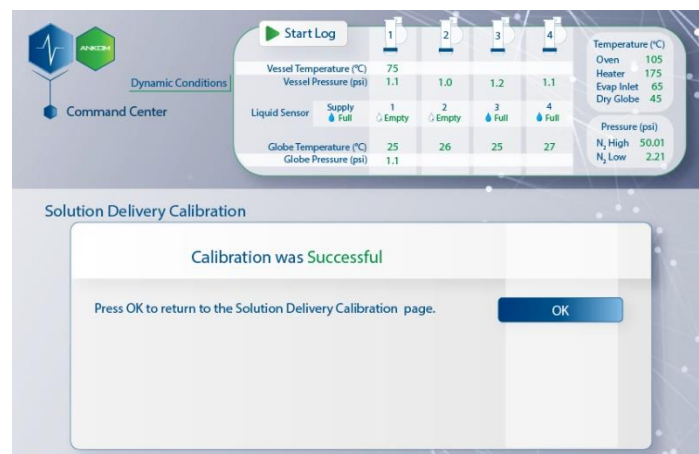 ANKOM
Start Log
1 2 3 4
Temperature (°C)
Oven 105
Heater 175
Evap Inlet 65
Dry Globe 45
Dynamic Conditions
Command Center
Vessel Temperature (°C) 75
Vessel Pressure (psi) 1.1 1.0 1.2 1.1
Liquid Sensor Supply Full 1 Empty 2 Empty 3 Full 4 Full
Globe Temperature (°C) 25 26 25 27
Globe Pressure (psi) 1.1
Pressure (psi)
N2 High 50.01
N2 Low 2.21
Solution Delivery Calibration
Calibration was Successful
Press OK to return to the Solution Delivery Calibration page.
OK